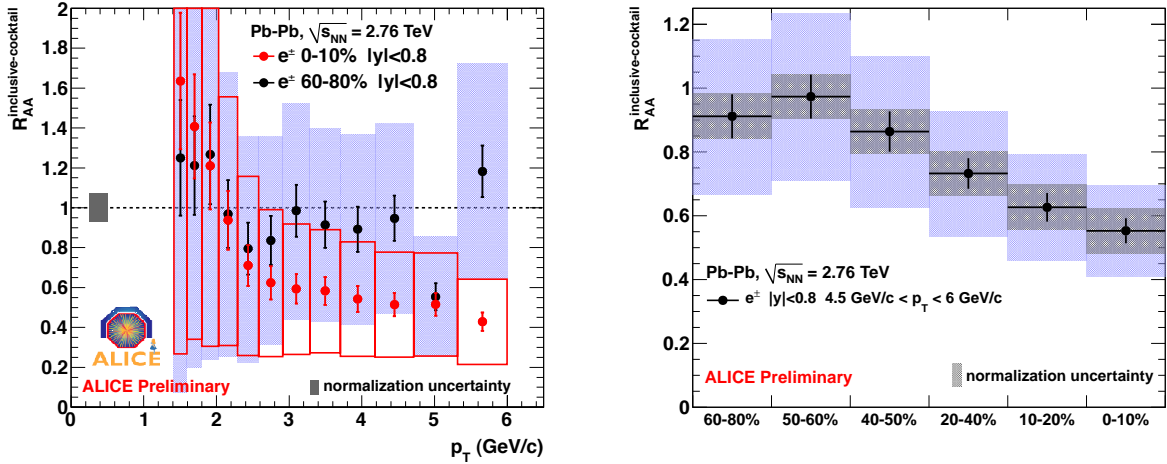 R_AA^inclusive-cocktail
2
1.8
1.6
1.4
1.2
1
0.8
0.6
0.4
0.2
0
Pb-Pb, √s_NN = 2.76 TeV
e± 0-10% |y|<0.8
e± 60-80% |y|<0.8
ALICE
ALICE Preliminary
normalization uncertainty
0 1 2 3 4 5 6
p_T (GeV/c)
R_AA^inclusive-cocktail
1.2
1
0.8
0.6
0.4
0.2
0
Pb-Pb, √s_NN = 2.76 TeV
e± |y|<0.8 4.5 GeV/c < p_T < 6 GeV/c
ALICE Preliminary
normalization uncertainty
60-80% 50-60% 40-50% 20-40% 10-20% 0-10%